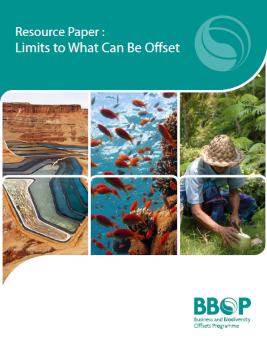 Resource Paper :
Limits to What Can Be Offset
BBOP
Business and Biodiversity
Offsets Programme